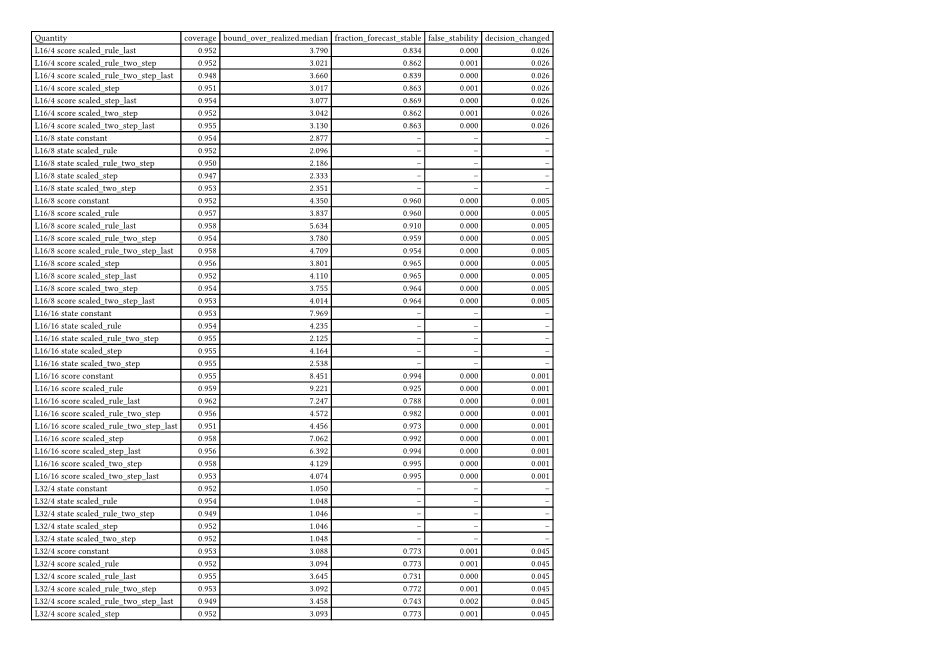 Quantity coverage bound_over_realized.median fraction_forecast_stable false_stability decision_changed
L16/4 score scaled_rule_last 0.952 3.790 0.834 0.000 0.026
L16/4 score scaled_rule_two_step 0.952 3.021 0.862 0.001 0.026
L16/4 score scaled_rule_two_step_last 0.948 3.660 0.839 0.000 0.026
L16/4 score scaled_step 0.951 3.017 0.863 0.001 0.026
L16/4 score scaled_step_last 0.954 3.077 0.869 0.000 0.026
L16/4 score scaled_two_step 0.952 3.042 0.862 0.001 0.026
L16/4 score scaled_two_step_last 0.955 3.130 0.863 0.000 0.026
L16/8 state constant 0.954 2.877 – – –
L16/8 state scaled_rule 0.952 2.096 – – –
L16/8 state scaled_rule_two_step 0.950 2.186 – – –
L16/8 state scaled_step 0.947 2.333 – – –
L16/8 state scaled_two_step 0.953 2.351 – – –
L16/8 score constant 0.952 4.350 0.960 0.000 0.005
L16/8 score scaled_rule 0.957 3.837 0.960 0.000 0.005
L16/8 score scaled_rule_last 0.958 5.634 0.910 0.000 0.005
L16/8 score scaled_rule_two_step 0.954 3.780 0.959 0.000 0.005
L16/8 score scaled_rule_two_step_last 0.958 4.709 0.954 0.000 0.005
L16/8 score scaled_step 0.956 3.801 0.965 0.000 0.005
L16/8 score scaled_step_last 0.952 4.110 0.965 0.000 0.005
L16/8 score scaled_two_step 0.954 3.755 0.964 0.000 0.005
L16/8 score scaled_two_step_last 0.953 4.014 0.964 0.000 0.005
L16/16 state constant 0.953 7.969 – – –
L16/16 state scaled_rule 0.954 4.235 – – –
L16/16 state scaled_rule_two_step 0.955 2.125 – – –
L16/16 state scaled_step 0.955 4.164 – – –
L16/16 state scaled_two_step 0.955 2.538 – – –
L16/16 score constant 0.955 8.451 0.994 0.000 0.001
L16/16 score scaled_rule 0.959 9.221 0.925 0.000 0.001
L16/16 score scaled_rule_last 0.962 7.247 0.788 0.000 0.001
L16/16 score scaled_rule_two_step 0.956 4.572 0.982 0.000 0.001
L16/16 score scaled_rule_two_step_last 0.951 4.456 0.973 0.000 0.001
L16/16 score scaled_step 0.958 7.062 0.992 0.000 0.001
L16/16 score scaled_step_last 0.956 6.392 0.994 0.000 0.001
L16/16 score scaled_two_step 0.958 4.129 0.995 0.000 0.001
L16/16 score scaled_two_step_last 0.953 4.074 0.995 0.000 0.001
L32/4 state constant 0.952 1.050 – – –
L32/4 state scaled_rule 0.954 1.048 – – –
L32/4 state scaled_rule_two_step 0.949 1.046 – – –
L32/4 state scaled_step 0.952 1.046 – – –
L32/4 state scaled_two_step 0.952 1.048 – – –
L32/4 score constant 0.953 3.088 0.773 0.001 0.045
L32/4 score scaled_rule 0.952 3.094 0.773 0.001 0.045
L32/4 score scaled_rule_last 0.955 3.645 0.731 0.000 0.045
L32/4 score scaled_rule_two_step 0.953 3.092 0.772 0.001 0.045
L32/4 score scaled_rule_two_step_last 0.949 3.458 0.743 0.002 0.045
L32/4 score scaled_step 0.952 3.093 0.773 0.001 0.045